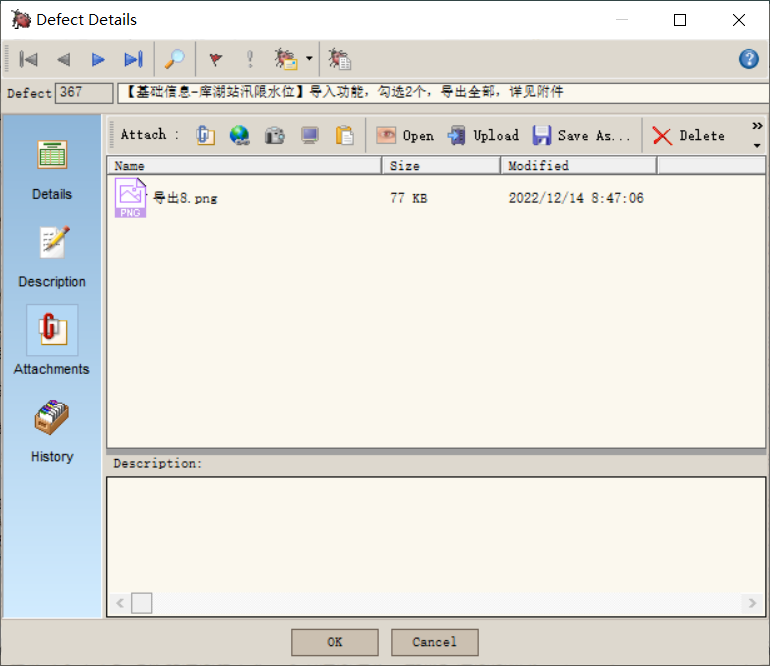 Defect Details
Defect 367 【基础信息-库湖站汛限水位】导入功能，勾选2个，导出全部，详见附件
Attach : Open Upload Save As... Delete
Name Size Modified
PNG 导出8.png 77 KB 2022/12/14 8:47:06
Details
Description
Attachments
History
Description:
OK Cancel